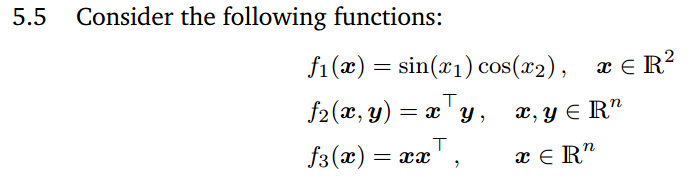 5.5 Consider the following functions:
f₁(𝒙) = sin(x₁) cos(x₂) , 𝒙 ∈ ℝ²
f₂(𝒙, 𝒚) = 𝒙^⊤ 𝒚 , 𝒙, 𝒚 ∈ ℝⁿ
f₃(𝒙) = 𝒙𝒙^⊤ , 𝒙 ∈ ℝⁿ